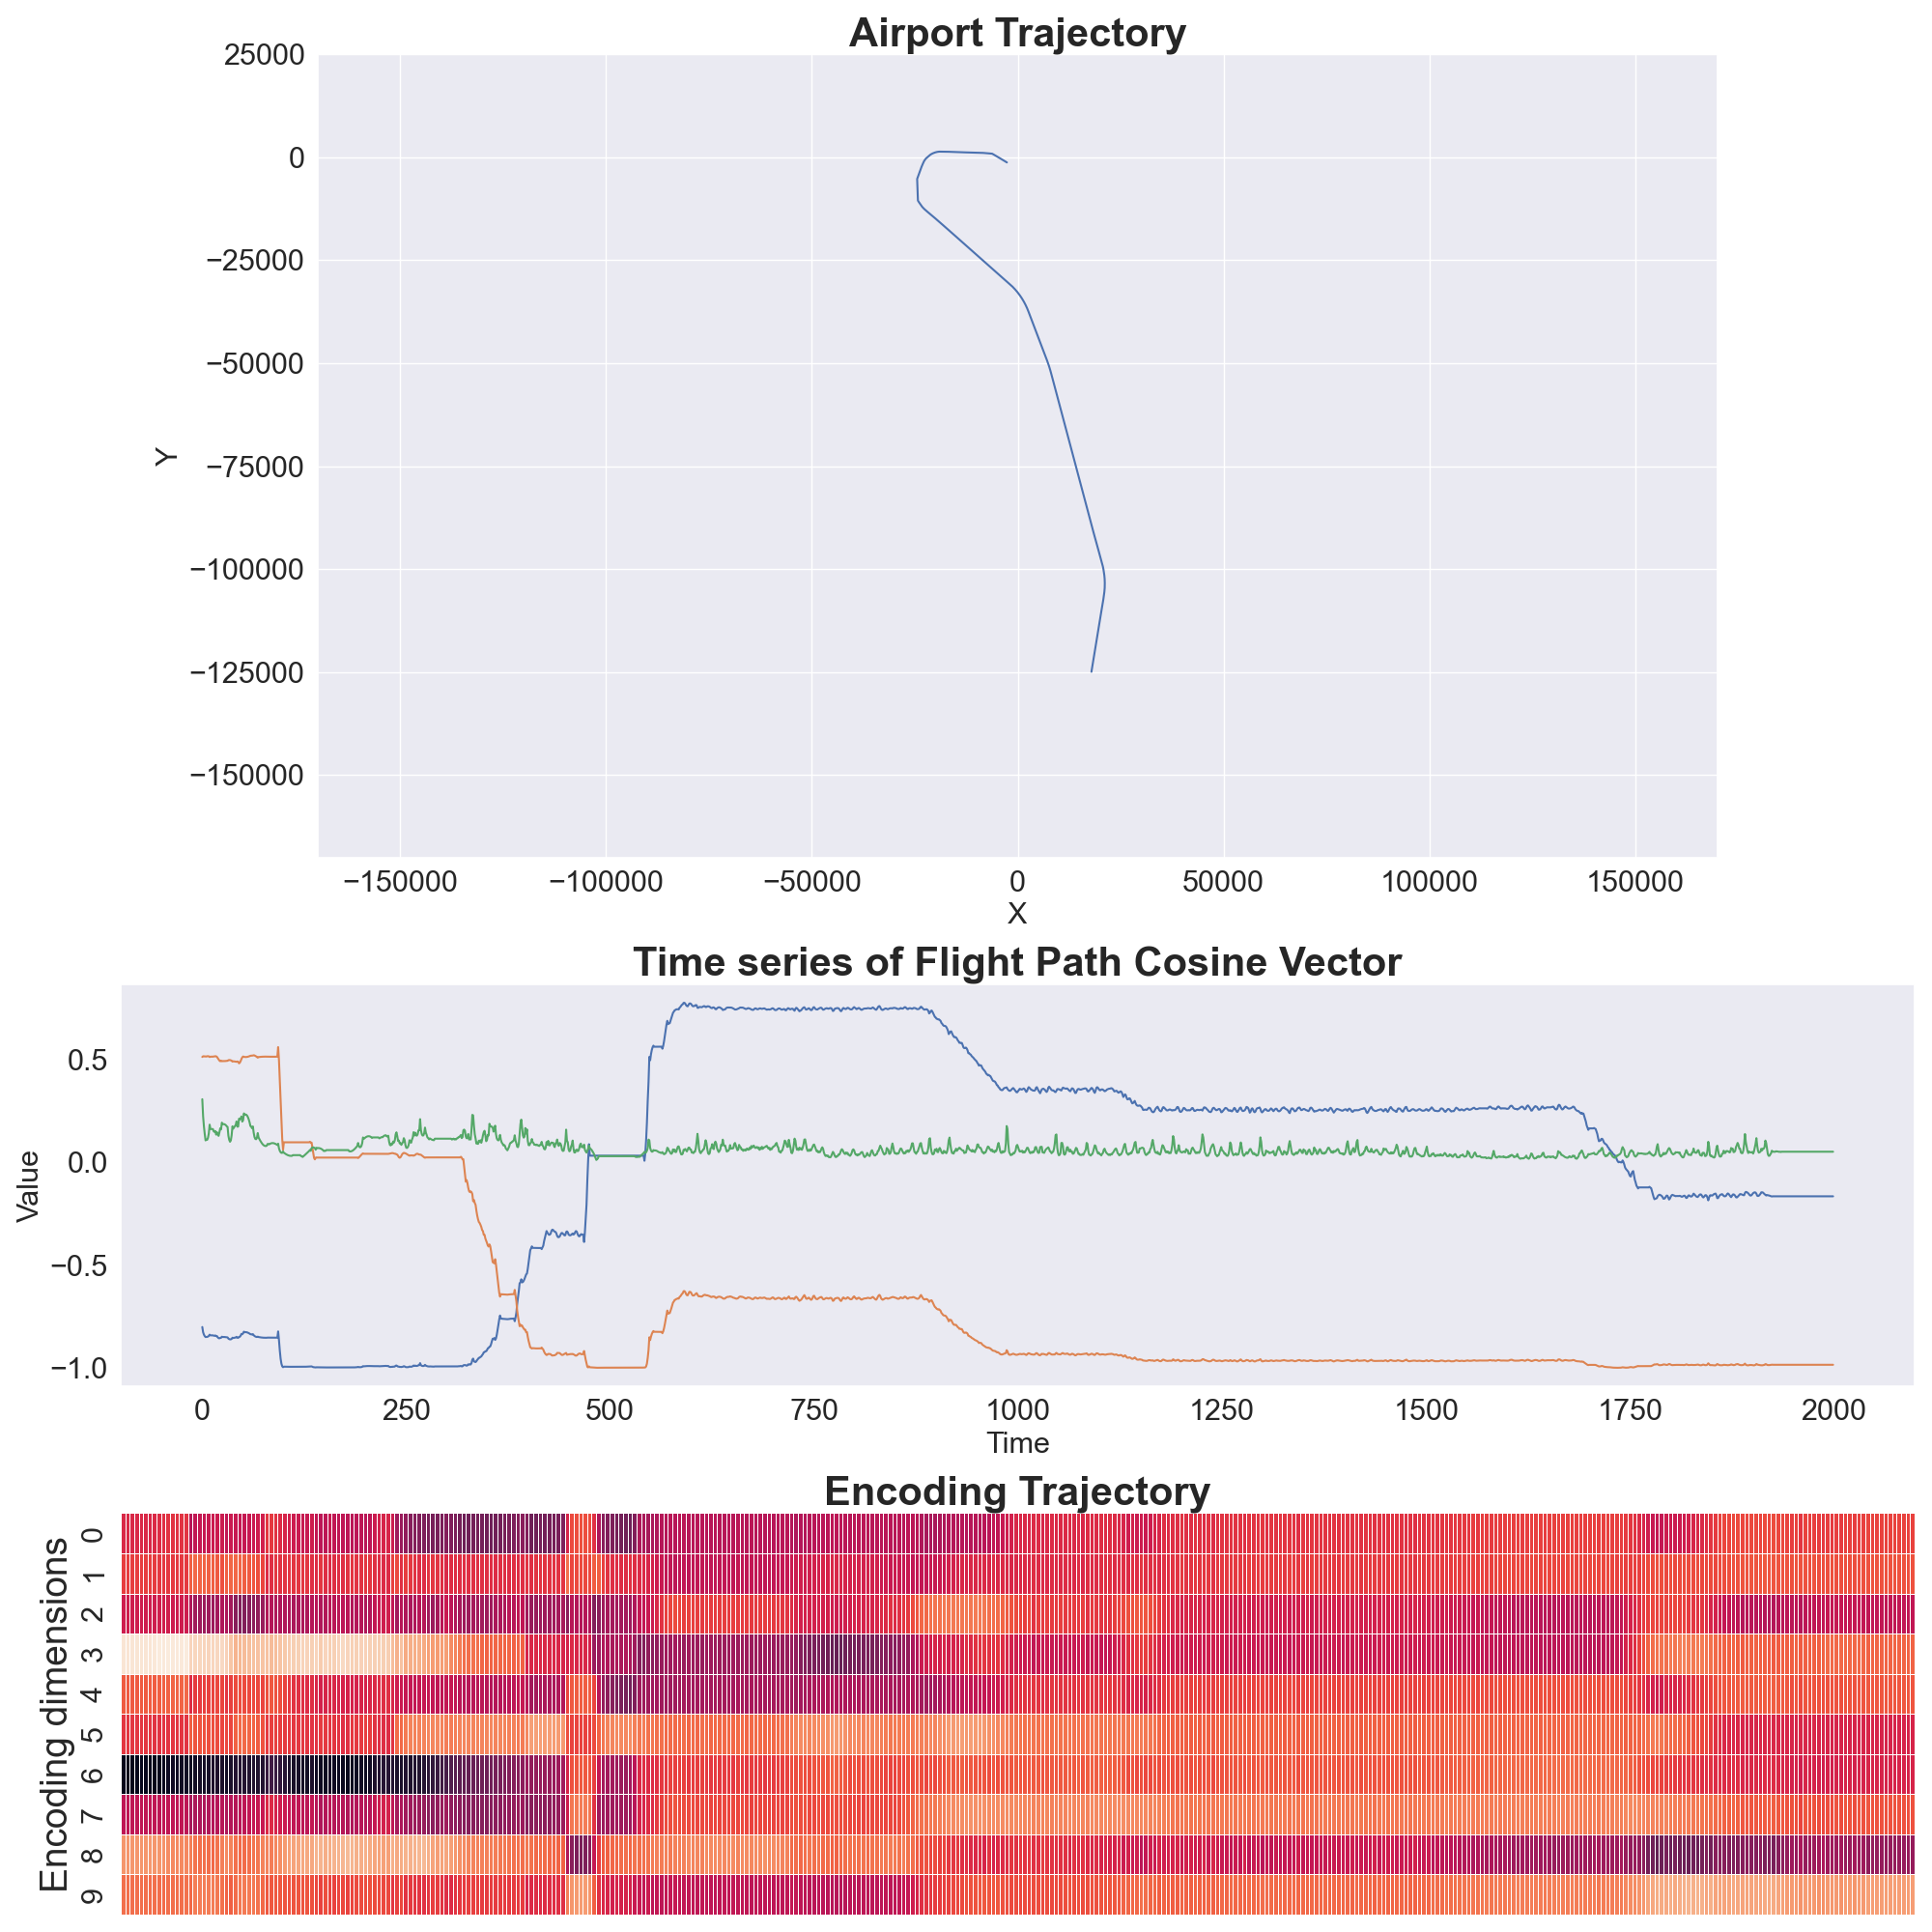 Airport Trajectory
25000
0
−25000
−50000
−75000
−100000
−125000
−150000
Y
−150000 −100000 −50000 0 50000 100000 150000
X
Time series of Flight Path Cosine Vector
0.5
0.0
−0.5
−1.0
Value
0 250 500 750 1000 1250 1500 1750 2000
Time
Encoding Trajectory
Encoding dimensions
0
1
2
3
4
5
6
7
8
9